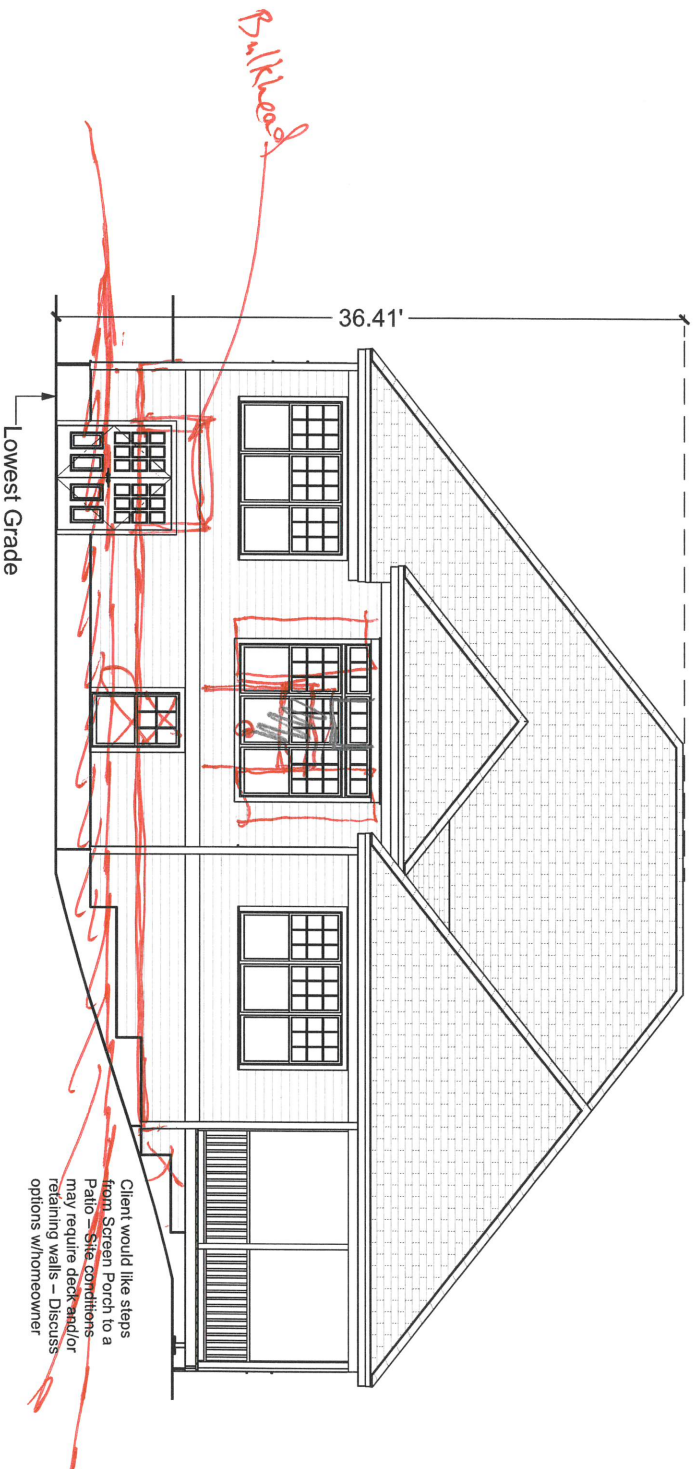 Bulkhead
36.41'
Lowest Grade
Client would like steps
from Screen Porch to a
Patio – Site conditions
may require deck and/or
retaining walls – Discuss
options w/homeowner